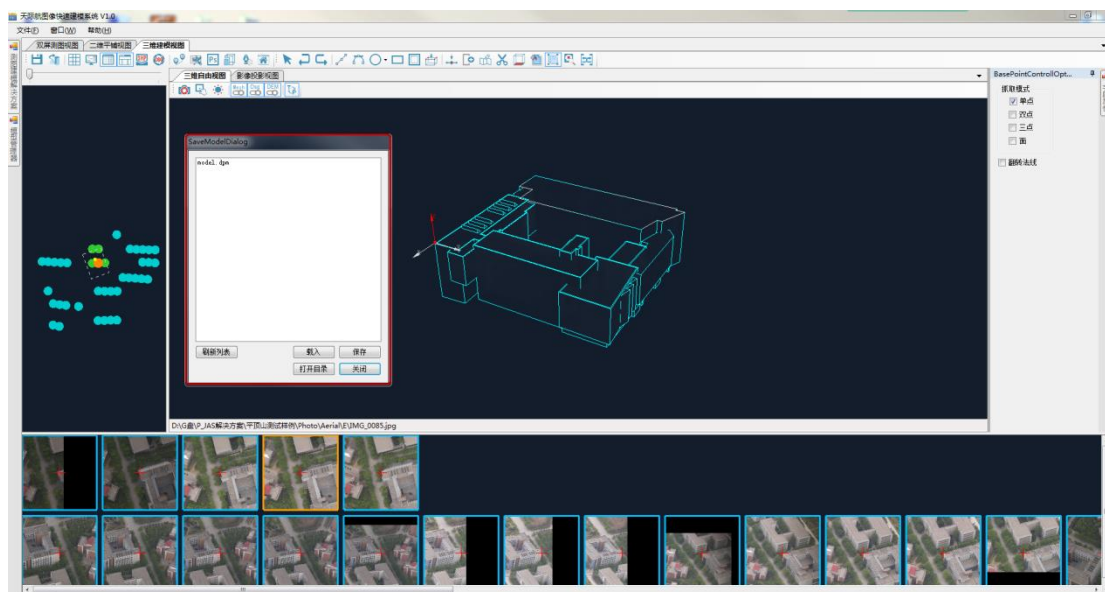 天际航图像快速建模系统 V1.0
文件(F) 窗口(W) 帮助(H)
双屏测图视图 二维平铺视图 三维建模视图
三维自由视图 影像投影视图
BasePointControllOpt...
抓取模式
单点
双点
三点
面
翻转法线
SaveModelDialog
model.dpm
刷新列表 载入 保存
打开目录 关闭
D:\G盘\P_IAS解决方案\平顶山测试样例\Photo\Aerial\E\IMG_0085.jpg